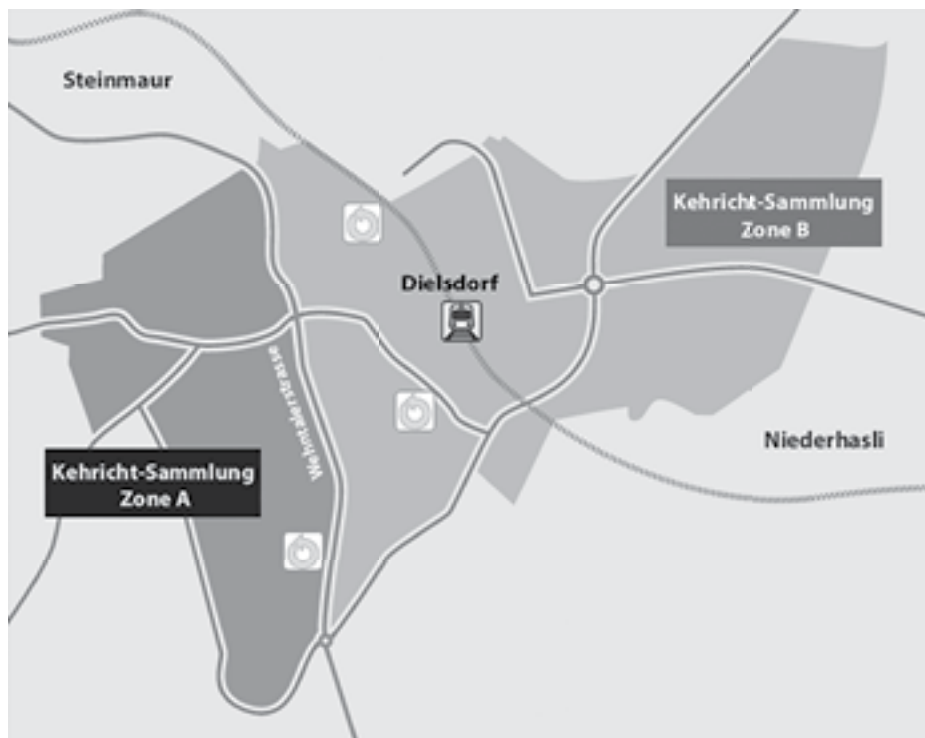 Steinmaur
Kehricht-Sammlung
Zone B
Dielsdorf
Wehntalerstrasse
Niederhasli
Kehricht-Sammlung
Zone A